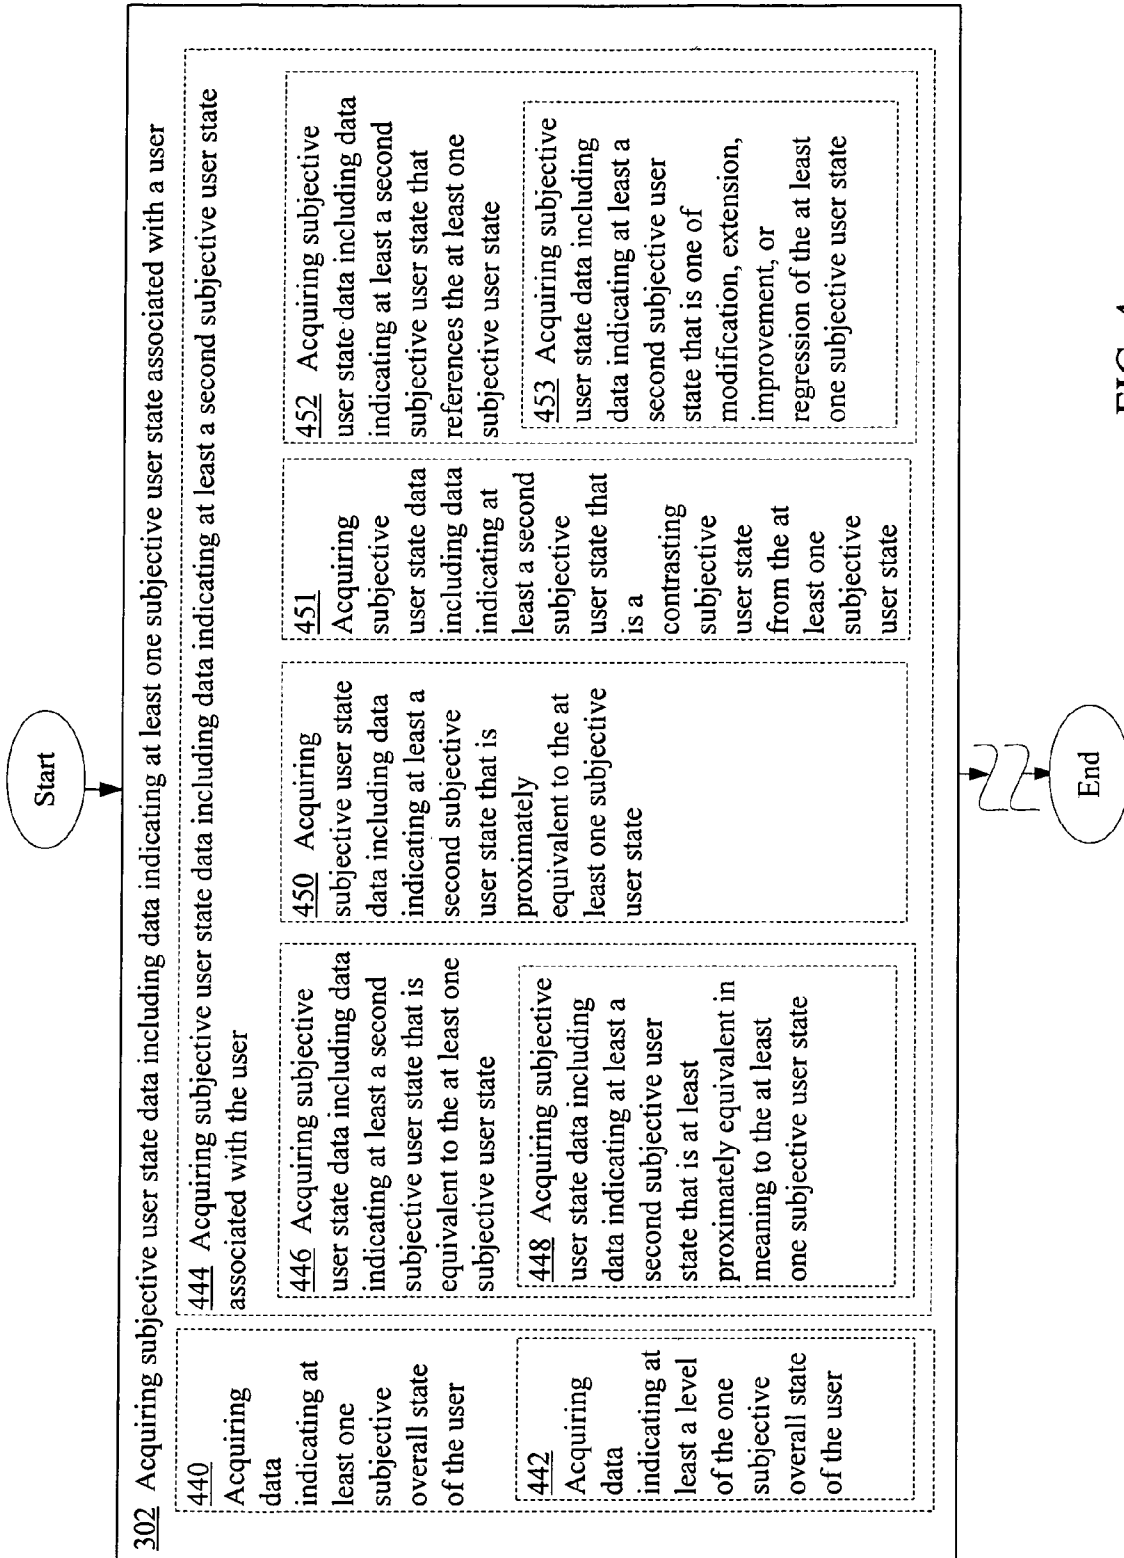 Start
302 Acquiring subjective user state data including data indicating at least one subjective user state associated with a user
440
Acquiring
data
indicating at
least one
subjective
overall state
of the user
442
Acquiring
data
indicating at
least a level
of the one
subjective
overall state
of the user
444 Acquiring subjective user state data including data indicating at least a second subjective user state
associated with the user
446 Acquiring subjective
user state data including data
indicating at least a second
subjective user state that is
equivalent to the at least one
subjective user state
448 Acquiring subjective
user state data including
data indicating at least a
second subjective user
state that is at least
proximately equivalent in
meaning to the at least
one subjective user state
450 Acquiring
subjective user state
data including data
indicating at least a
second subjective
user state that is
proximately
equivalent to the at
least one subjective
user state
451
Acquiring
subjective
user state data
including data
indicating at
least a second
subjective
user state that
is a
contrasting
subjective
user state
from the at
least one
subjective
user state
452 Acquiring subjective
user state data including data
indicating at least a second
subjective user state that
references the at least one
subjective user state
453 Acquiring subjective
user state data including
data indicating at least a
second subjective user
state that is one of
modification, extension,
improvement, or
regression of the at least
one subjective user state
End